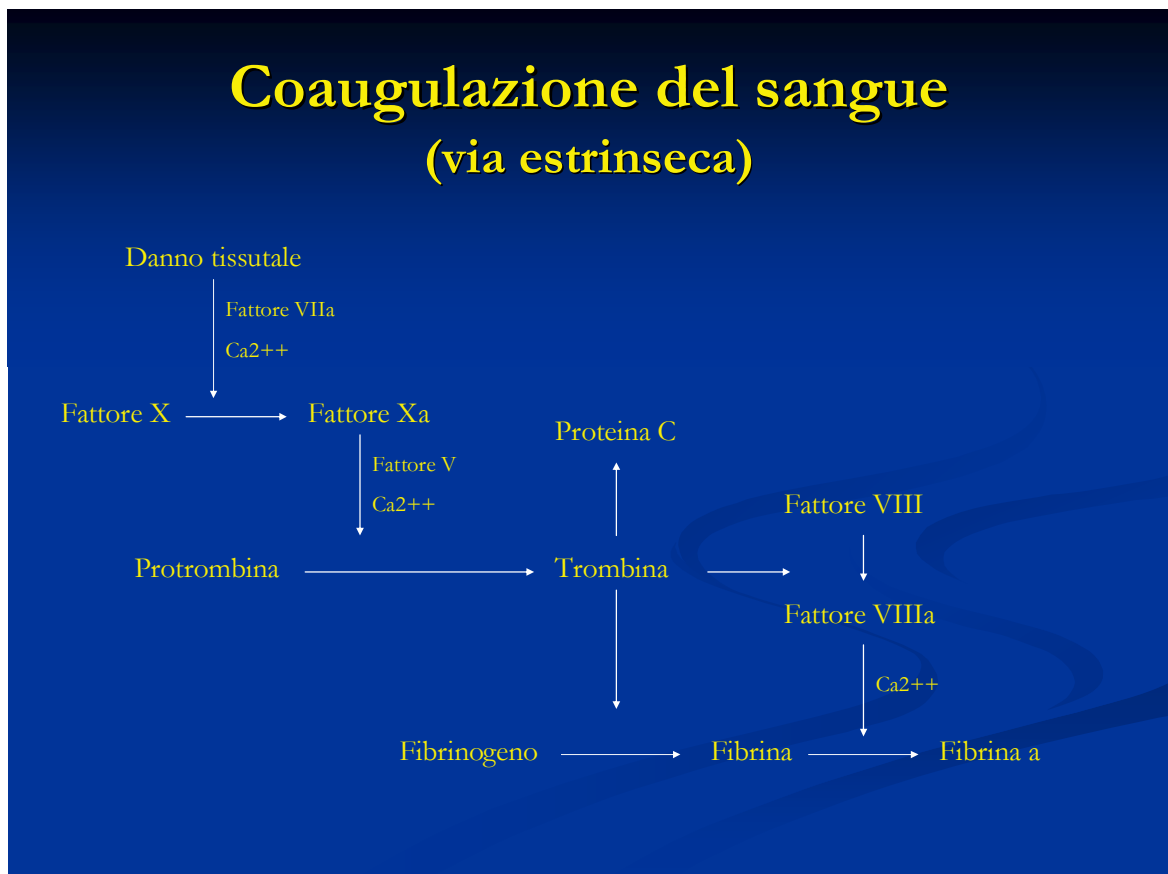 Coaugulazione del sangue
(via estrinseca)
Danno tissutale
Fattore VIIa
Ca2++
Fattore X
Fattore Xa
Proteina C
Fattore V
Ca2++
Fattore VIII
Protrombina
Trombina
Fattore VIIIa
Ca2++
Fibrinogeno
Fibrina
Fibrina a